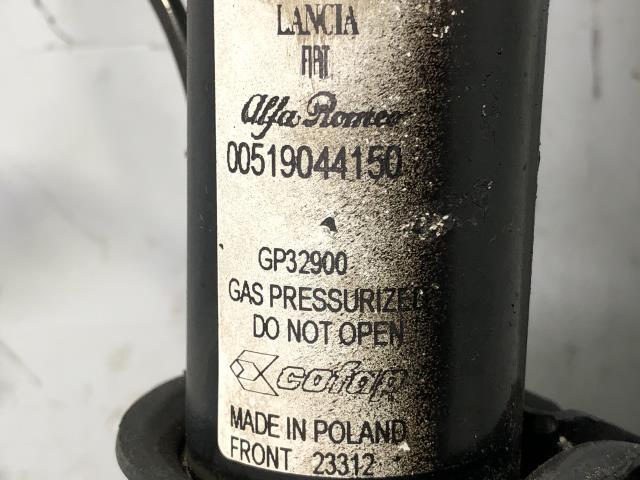 LANCIA
FIAT
Alfa Romeo
00519044150
GP32900
GAS PRESSURIZED
DO NOT OPEN
cofap
MADE IN POLAND
FRONT 23312